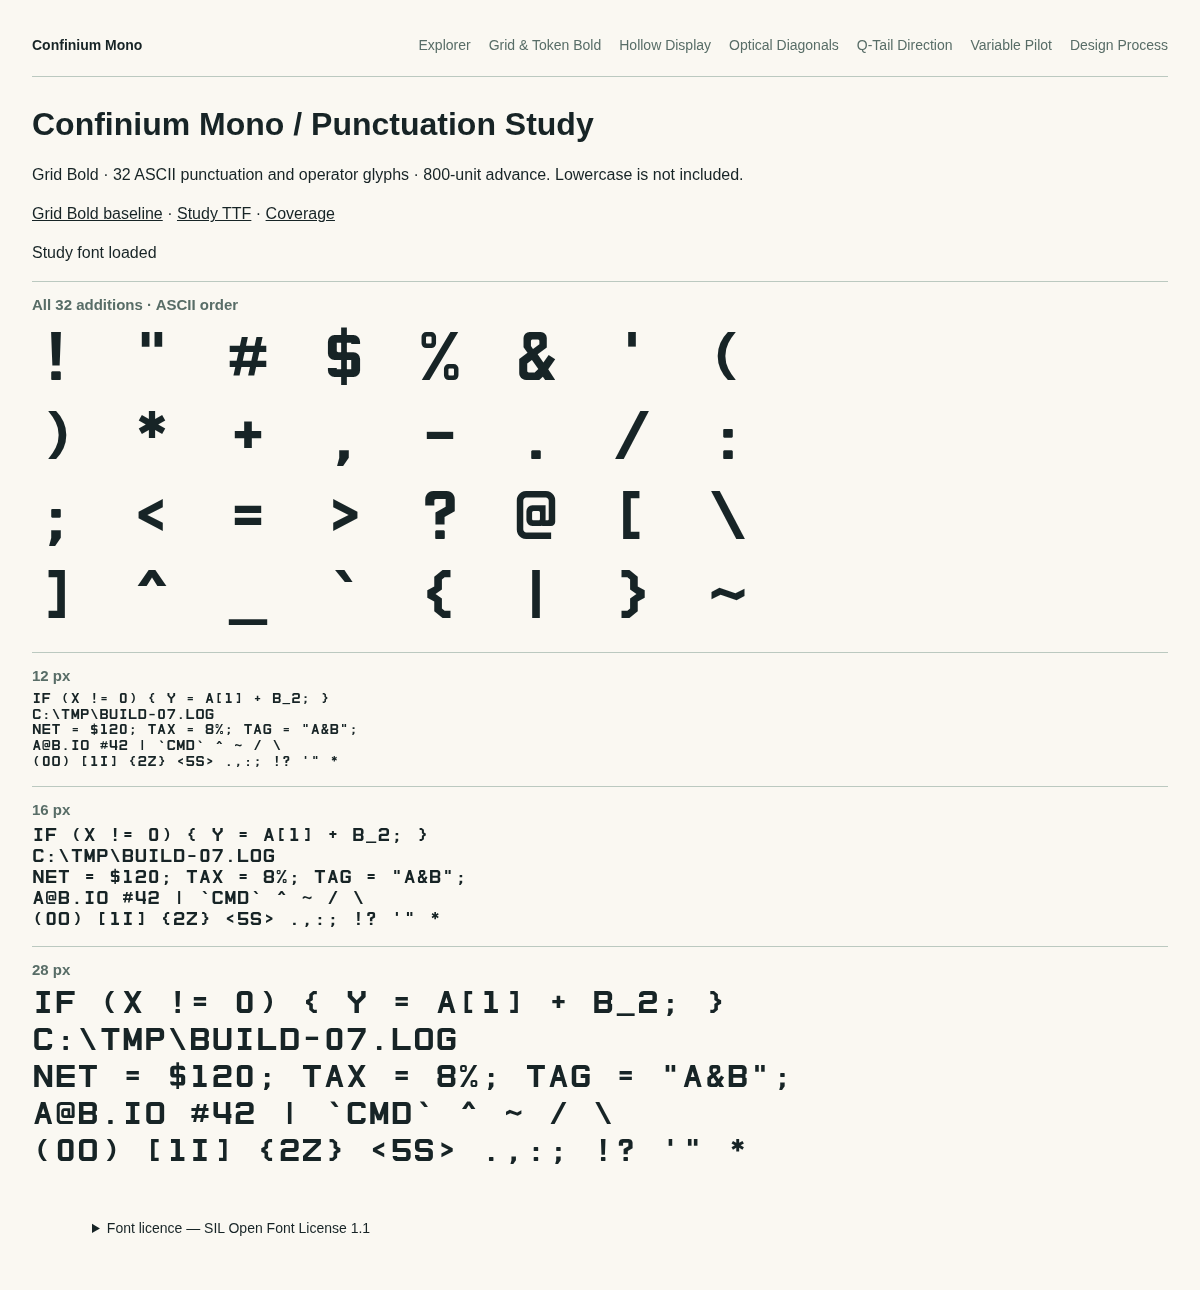 Confinium Mono
Explorer Grid & Token Bold Hollow Display Optical Diagonals Q-Tail Direction Variable Pilot Design Process
Confinium Mono / Punctuation Study
Grid Bold · 32 ASCII punctuation and operator glyphs · 800-unit advance. Lowercase is not included.
Grid Bold baseline · Study TTF · Coverage
Study font loaded
All 32 additions · ASCII order
! " # $ % & ' (
) * + , - . / :
; < = > ? @ [ \
] ^ _ ` { | } ~
12 px
IF (X != 0) { Y = A[1] + B_2; }
C:\TMP\BUILD-07.LOG
NET = $120; TAX = 8%; TAG = "A&B";
A@B.IO #42 | `CMD` ^ ~ / \
(0O) [1I] {2Z} <5S> .,:; !? '" *
16 px
IF (X != 0) { Y = A[1] + B_2; }
C:\TMP\BUILD-07.LOG
NET = $120; TAX = 8%; TAG = "A&B";
A@B.IO #42 | `CMD` ^ ~ / \
(0O) [1I] {2Z} <5S> .,:; !? '" *
28 px
IF (X != 0) { Y = A[1] + B_2; }
C:\TMP\BUILD-07.LOG
NET = $120; TAX = 8%; TAG = "A&B";
A@B.IO #42 | `CMD` ^ ~ / \
(0O) [1I] {2Z} <5S> .,:; !? '" *
Font licence — SIL Open Font License 1.1